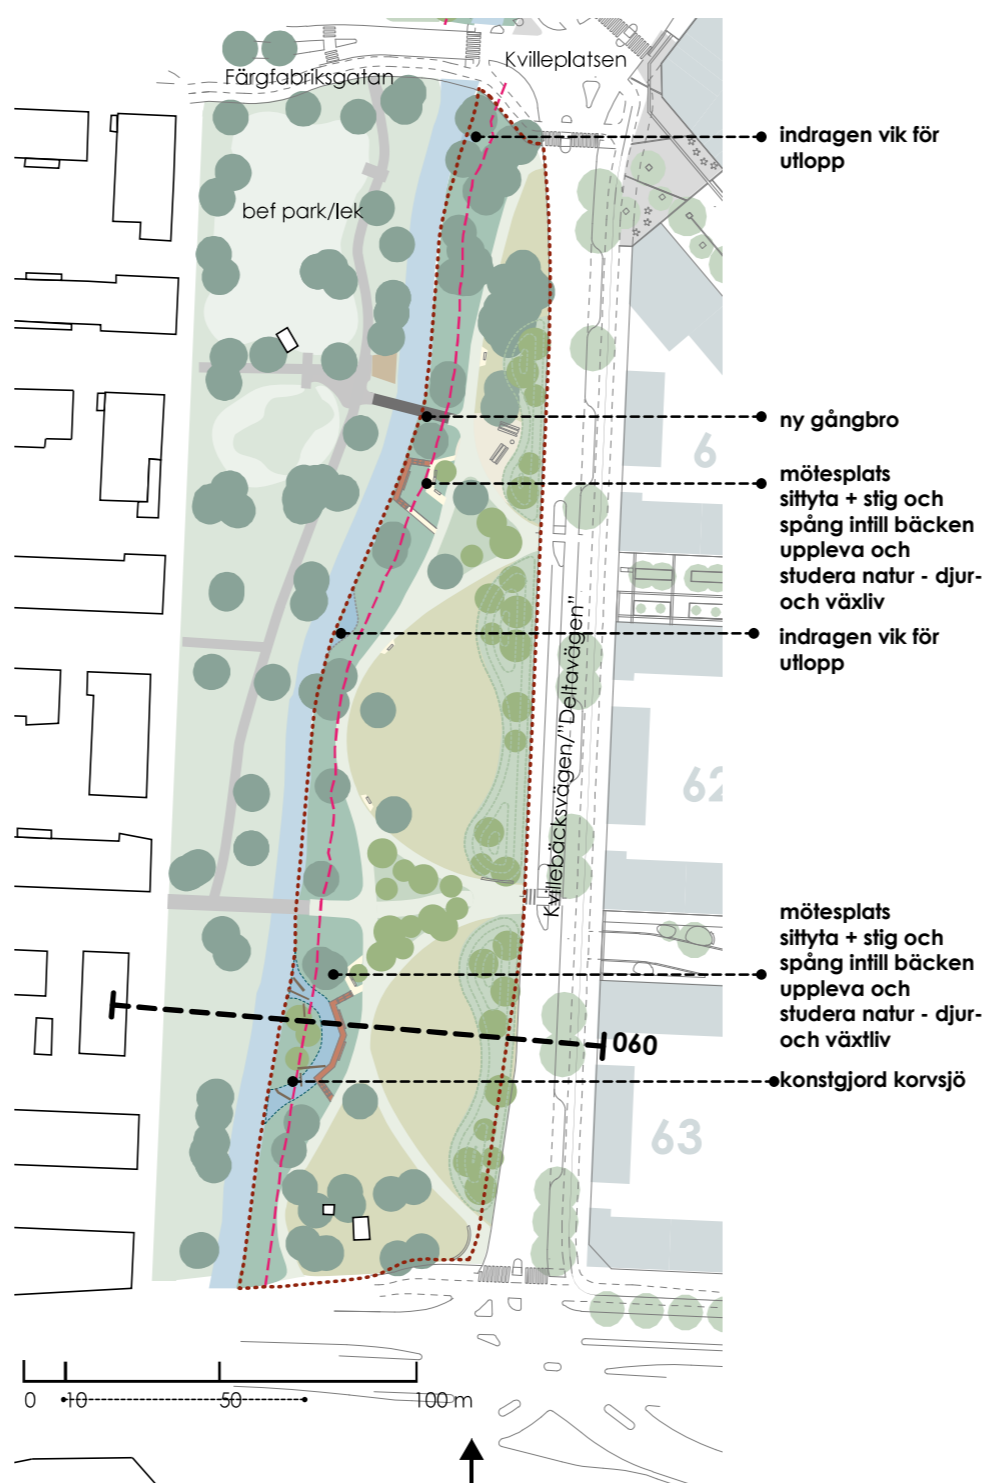 Kvilleplatsen
Färgfabriksgatan
indragen vik för
utlopp
bef park/lek
ny gångbro
6
mötesplats
sittyta + stig och
spång intill bäcken
uppleva och
studera natur - djur-
och växliv
indragen vik för
utlopp
Kvillebäcksvägen/"Deltavägen"
62
mötesplats
sittyta + stig och
spång intill bäcken
uppleva och
studera natur - djur-
och växtliv
060
konstgjord korvsjö
63
0 10 50 100 m